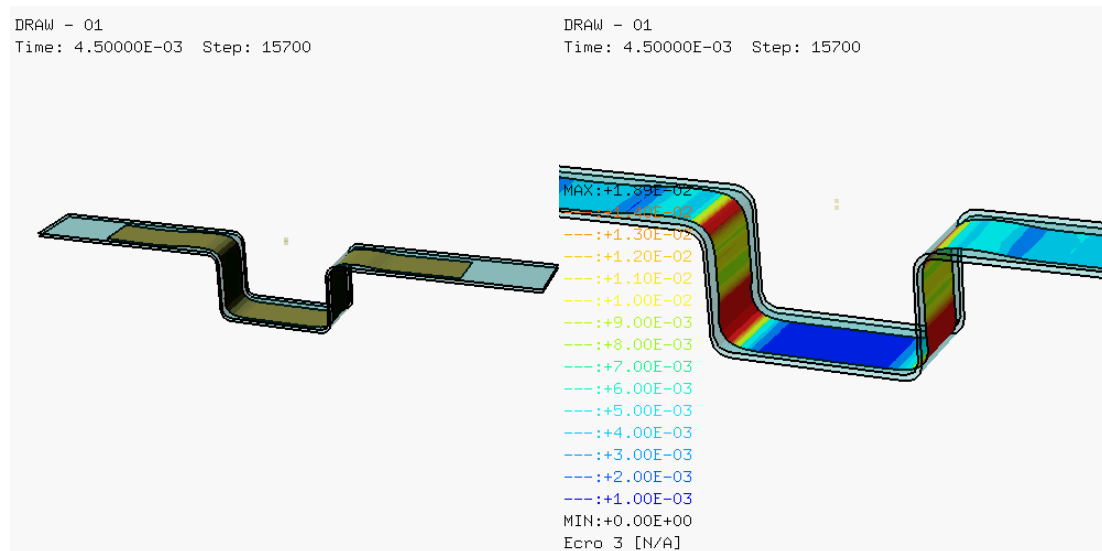 DRAW - 01
Time: 4.50000E-03 Step: 15700
DRAW - 01
Time: 4.50000E-03 Step: 15700
MAX:+1.89E-02
---:+1.40E-02
---:+1.30E-02
---:+1.20E-02
---:+1.10E-02
---:+1.00E-02
---:+9.00E-03
---:+8.00E-03
---:+7.00E-03
---:+6.00E-03
---:+5.00E-03
---:+4.00E-03
---:+3.00E-03
---:+2.00E-03
---:+1.00E-03
MIN:+0.00E+00
Ecro 3 [N/A]